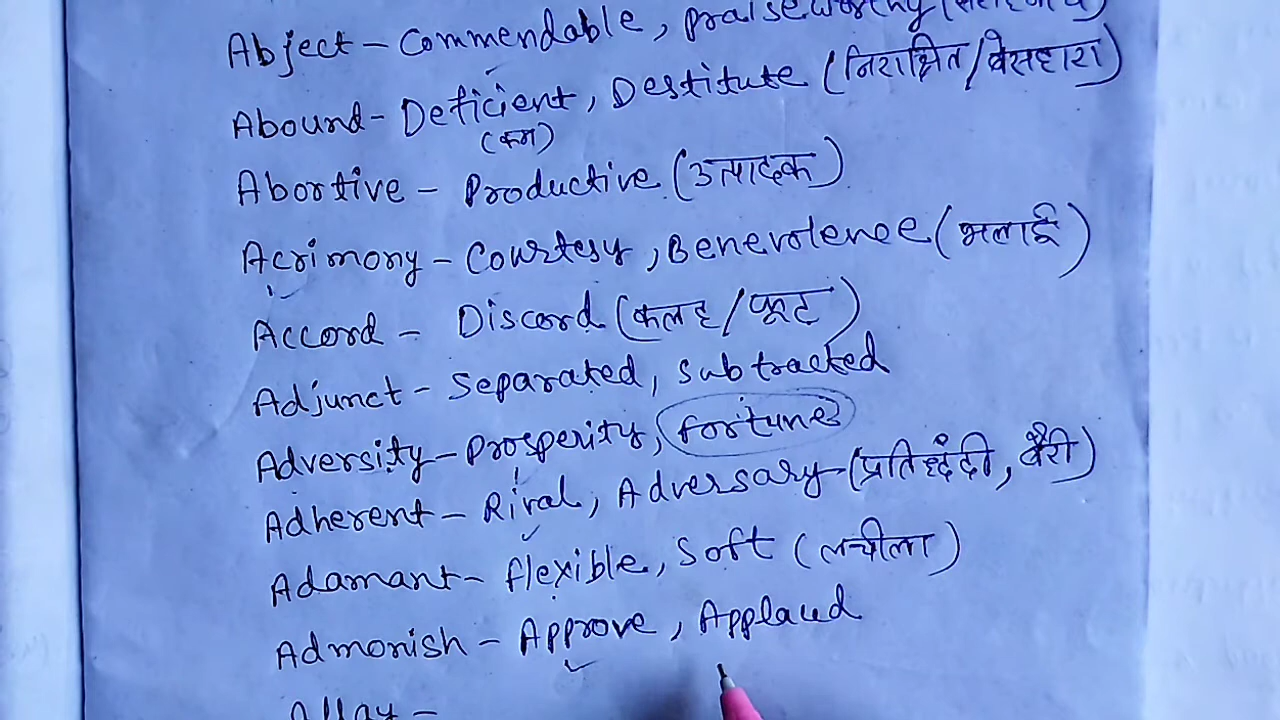 Abject - Commendable, praiseworthy
Abound - Deficient, Destitute (निराश्रित/बेसहारा)
(कम)
Abortive - Productive (उत्पादक)
Acrimony - Courtesy, Benevolence (भलाई)
Accord - Discord (कलह/फूट)
Adjunct - Separated, subtracted
Adversity - Prosperity, fortune
Adherent - Rival, Adversary - (प्रतिद्वंदी, बैरी)
Adamant - flexible, Soft (लचीला)
Admonish - Approve, Applaud
Allay -